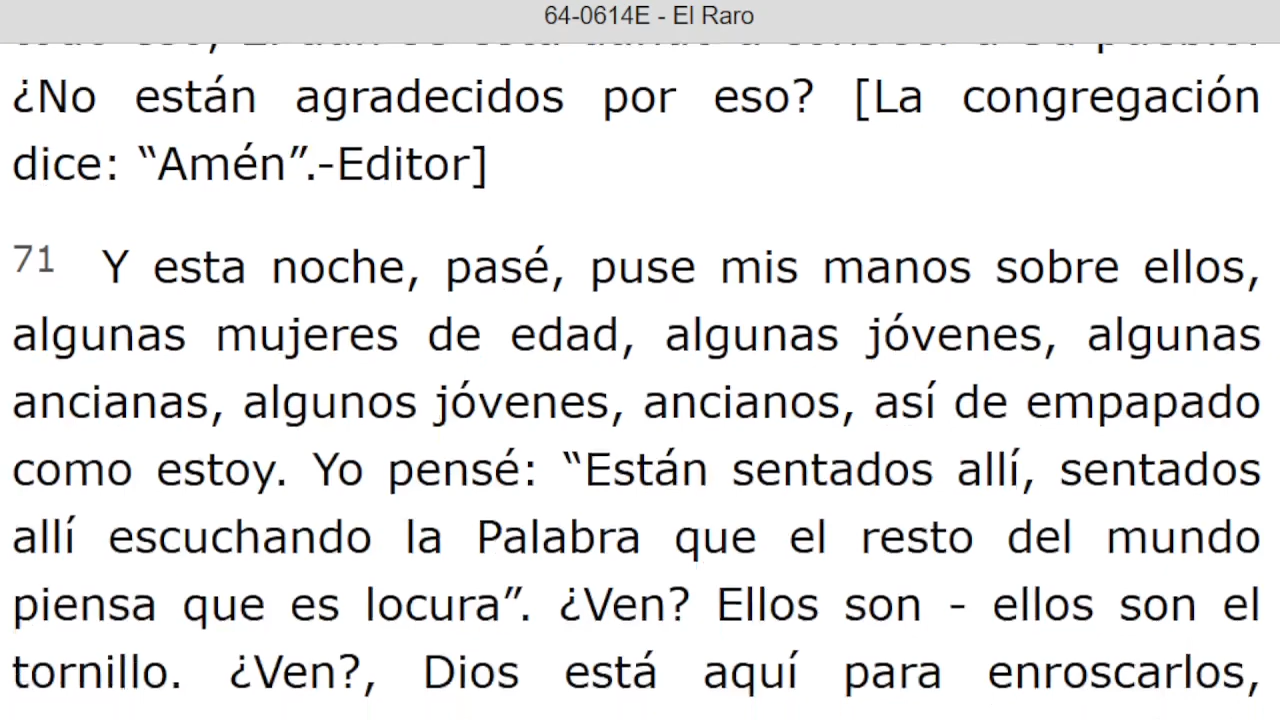 64-0614E - El Raro
¿No están agradecidos por eso? [La congregación
dice: “Amén”.-Editor]
71 Y esta noche, pasé, puse mis manos sobre ellos,
algunas mujeres de edad, algunas jóvenes, algunas
ancianas, algunos jóvenes, ancianos, así de empapado
como estoy. Yo pensé: “Están sentados allí, sentados
allí escuchando la Palabra que el resto del mundo
piensa que es locura”. ¿Ven? Ellos son - ellos son el
tornillo. ¿Ven?, Dios está aquí para enroscarlos,